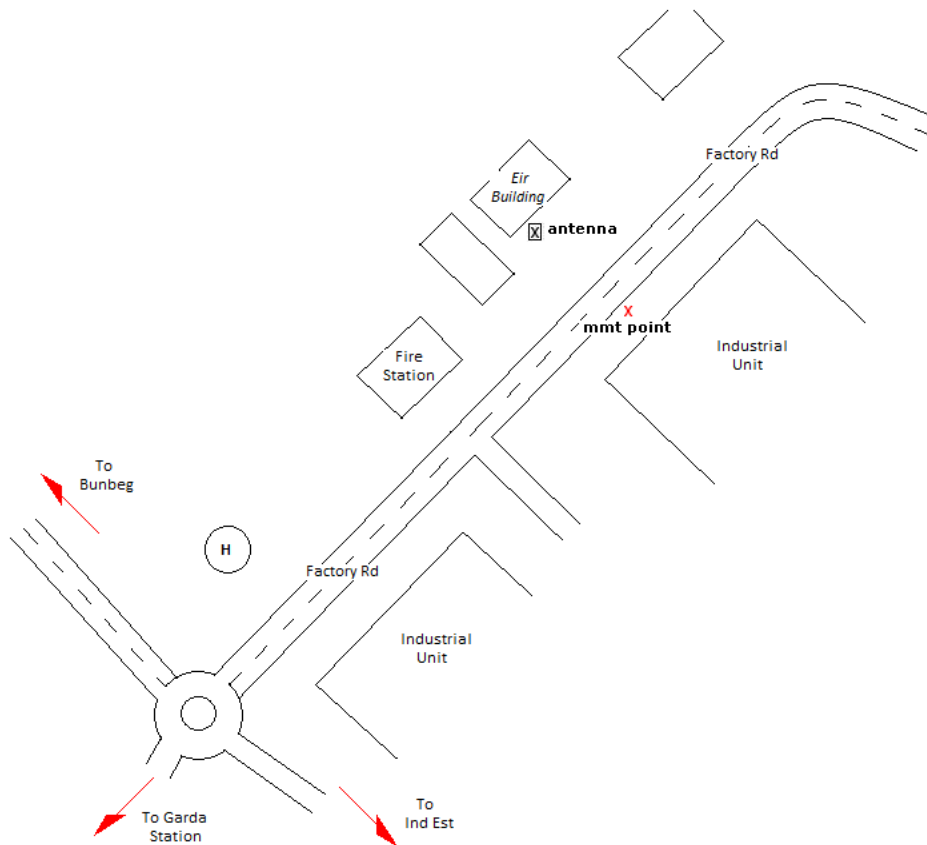 Factory Rd
Eir
Building
X antenna
X
mmt point
Industrial
Unit
Fire
Station
To
Bunbeg
H
Factory Rd
Industrial
Unit
To Garda
Station
To
Ind Est